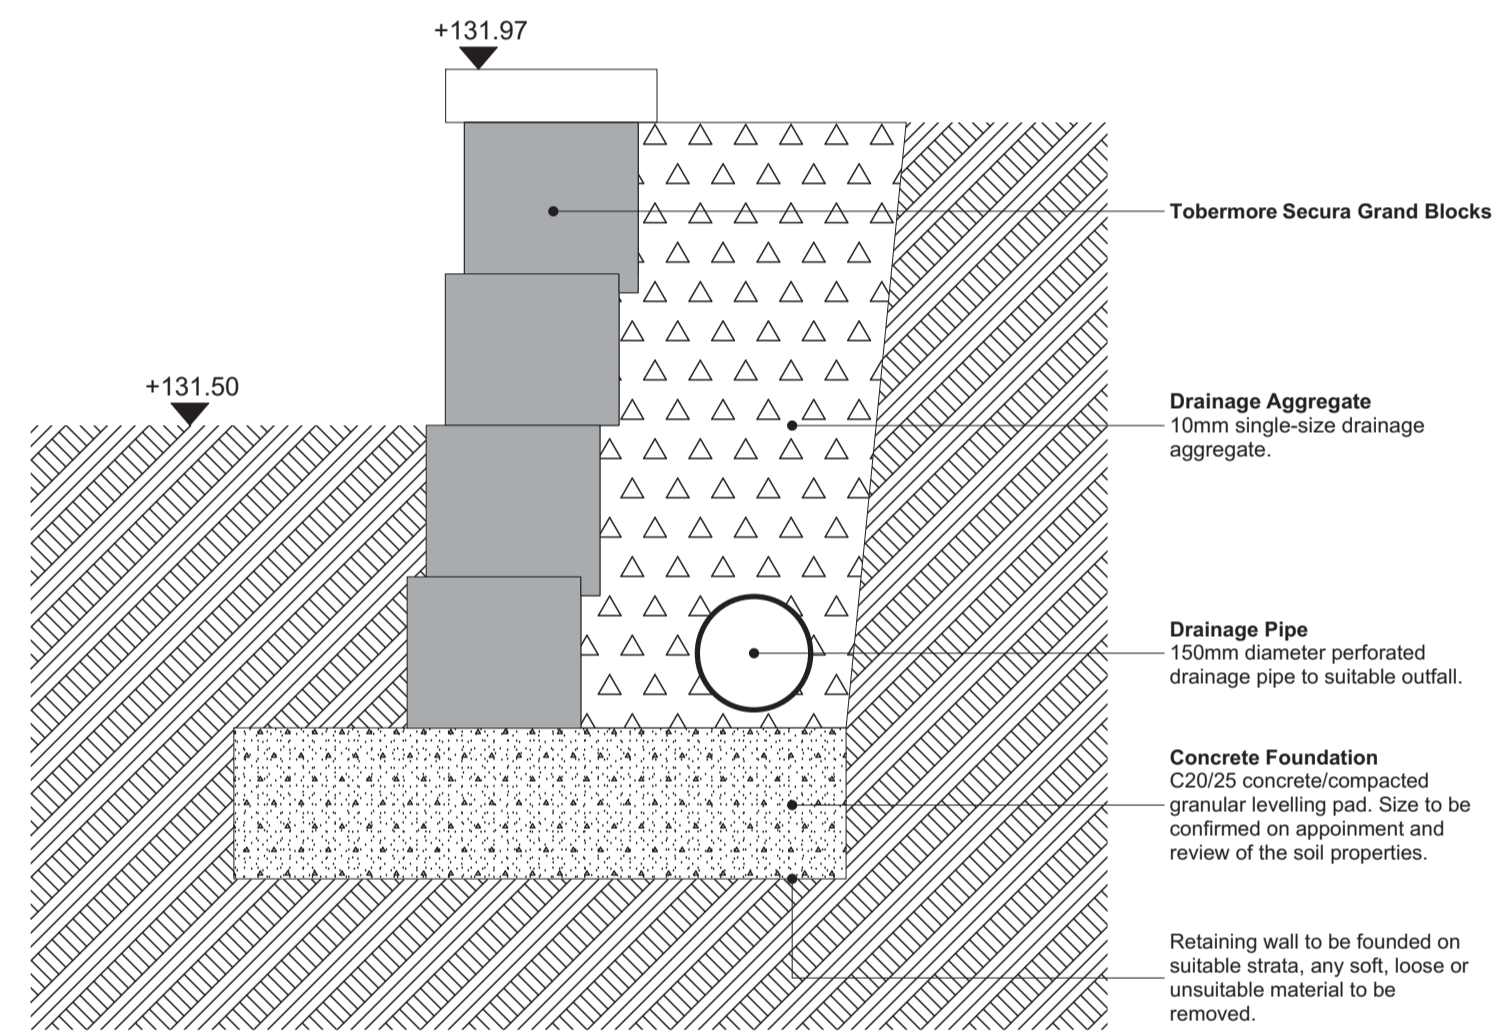 +131.97
Tobermore Secura Grand Blocks
+131.50
Drainage Aggregate
10mm single-size drainage
aggregate.
Drainage Pipe
150mm diameter perforated
drainage pipe to suitable outfall.
Concrete Foundation
C20/25 concrete/compacted
granular levelling pad. Size to be
confirmed on appoinment and
review of the soil properties.
Retaining wall to be founded on
suitable strata, any soft, loose or
unsuitable material to be
removed.